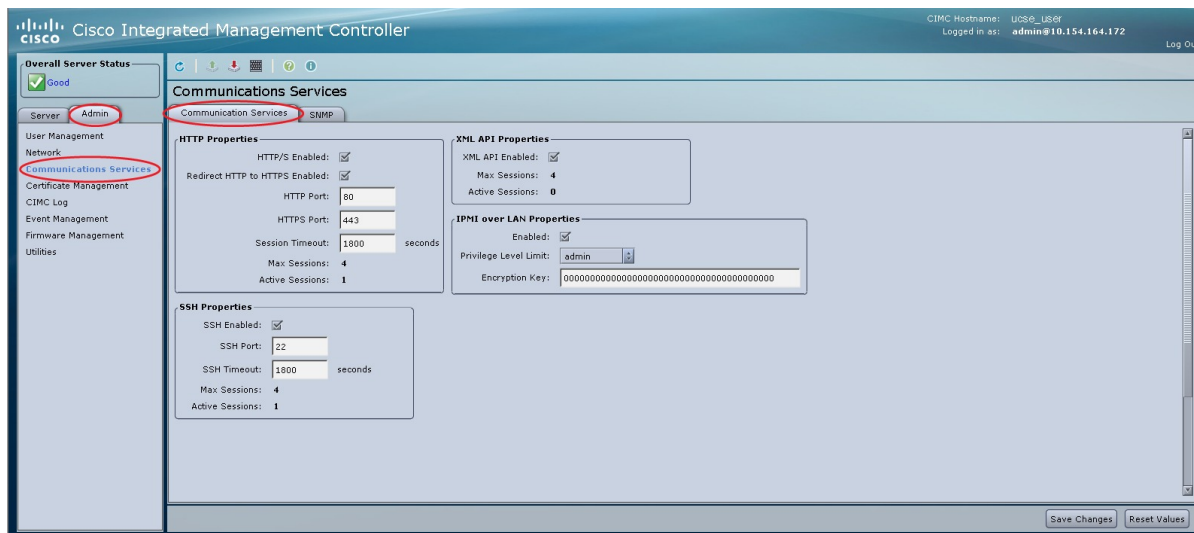 CISCO
Cisco Integrated Management Controller
CIMC Hostname: ucse_user
Logged in as: admin@10.154.164.172
Log Ou
Overall Server Status
Good
Server
Admin
User Management
Network
Communications Services
Certificate Management
CIMC Log
Event Management
Firmware Management
Utilities
Communications Services
Communication Services
SNMP
HTTP Properties
HTTP/S Enabled:
Redirect HTTP to HTTPS Enabled:
HTTP Port: 80
HTTPS Port: 443
Session Timeout: 1800 seconds
Max Sessions: 4
Active Sessions: 1
XML API Properties
XML API Enabled:
Max Sessions: 4
Active Sessions: 0
IPMI over LAN Properties
Enabled:
Privilege Level Limit: admin
Encryption Key: 0000000000000000000000000000000000000000
SSH Properties
SSH Enabled:
SSH Port: 22
SSH Timeout: 1800 seconds
Max Sessions: 4
Active Sessions: 1
Save Changes
Reset Values